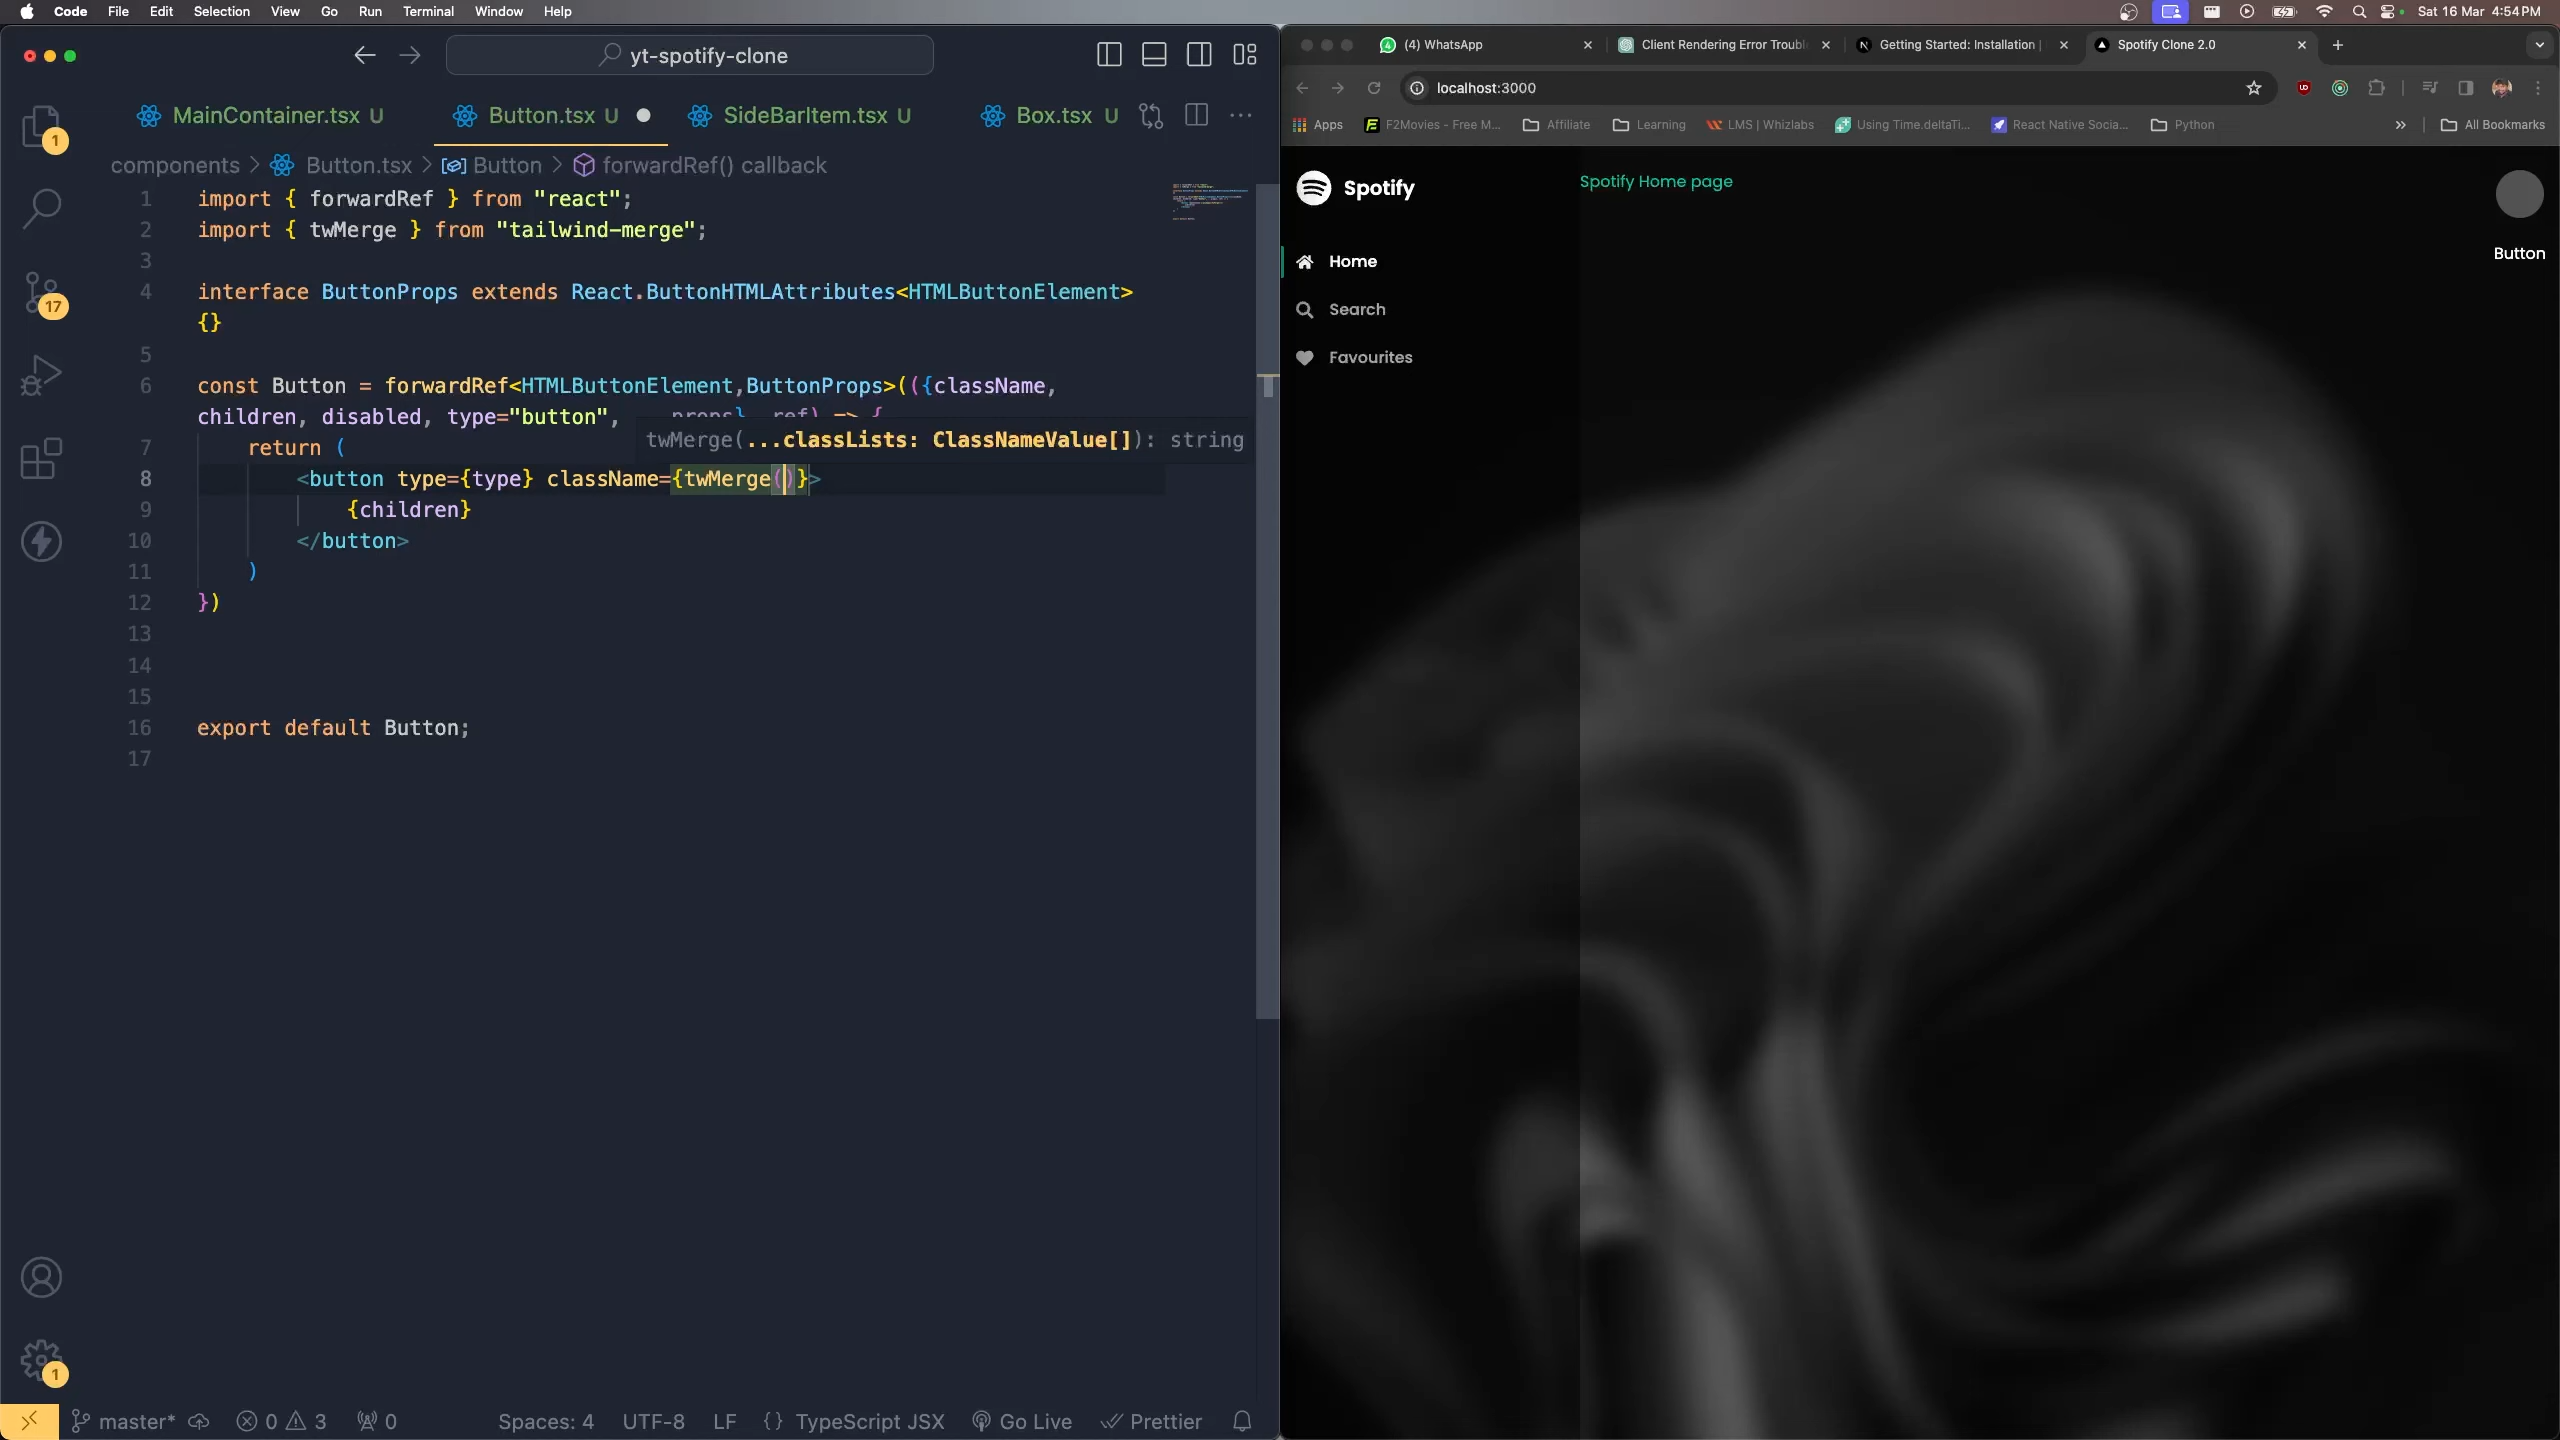 Code File Edit Selection View Go Run Terminal Window Help
Sat 16 Mar 4:54 PM
yt-spotify-clone
MainContainer.tsx U
Button.tsx U
SideBarItem.tsx U
Box.tsx U
components > Button.tsx > Button > forwardRef() callback
1 import { forwardRef } from "react";
2 import { twMerge } from "tailwind-merge";
3
4 interface ButtonProps extends React.ButtonHTMLAttributes<HTMLButtonElement>
{}
5
6 const Button = forwardRef<HTMLButtonElement,ButtonProps>(({className,
children, disabled, type="button", props}, ref) => {
twMerge(...classLists: ClassNameValue[]): string
7 return (
8 <button type={type} className={twMerge()}>
9 {children}
10 </button>
11 )
12 })
13
14
15
16 export default Button;
17
1
17
1
master* 0 3 0 Spaces: 4 UTF-8 LF {} TypeScript JSX Go Live Prettier
(4) WhatsApp
Client Rendering Error Troubl
Getting Started: Installation |
Spotify Clone 2.0
localhost:3000
Apps
F2Movies - Free M...
Affiliate
Learning
LMS | Whizlabs
Using Time.deltaTi...
React Native Socia...
Python
All Bookmarks
Spotify
Home
Search
Favourites
Spotify Home page
Button